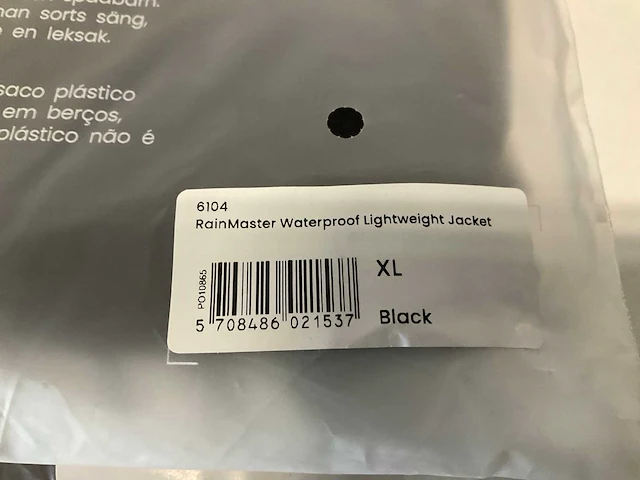 man sorts säng,
en leksak.
saco plástico
em berços,
plástico não é
6104
RainMaster Waterproof Lightweight Jacket
PO10865
XL
5 708486 021537
Black